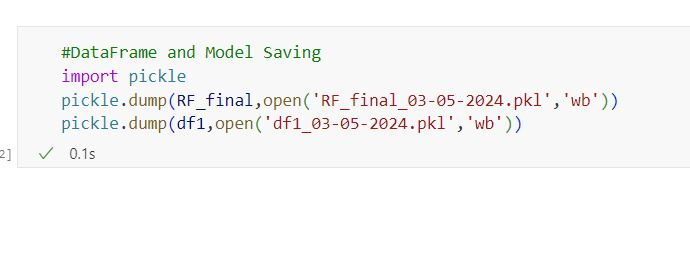 #DataFrame and Model Saving
import pickle
pickle.dump(RF_final,open('RF_final_03-05-2024.pkl','wb'))
pickle.dump(df1,open('df1_03-05-2024.pkl','wb'))
2] ✓ 0.1s